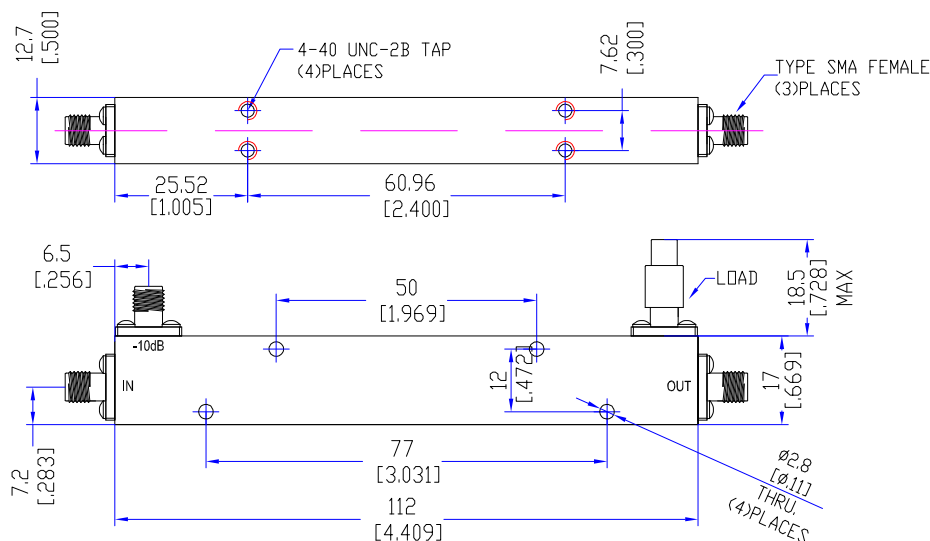 12.7
[.500]
4-40 UNC-2B TAP
(4)PLACES
7.62
[.300]
TYPE SMA FEMALE
(3)PLACES
25.52
[1.005]
60.96
[2.400]
6.5
[.256]
50
[1.969]
LOAD
18.5
[.728]
MAX
-10dB
IN
12
[.472]
OUT
17
[.669]
7.2
[.283]
77
[3.031]
ø2.8
[ø.11]
THRU.
(4)PLACES
112
[4.409]